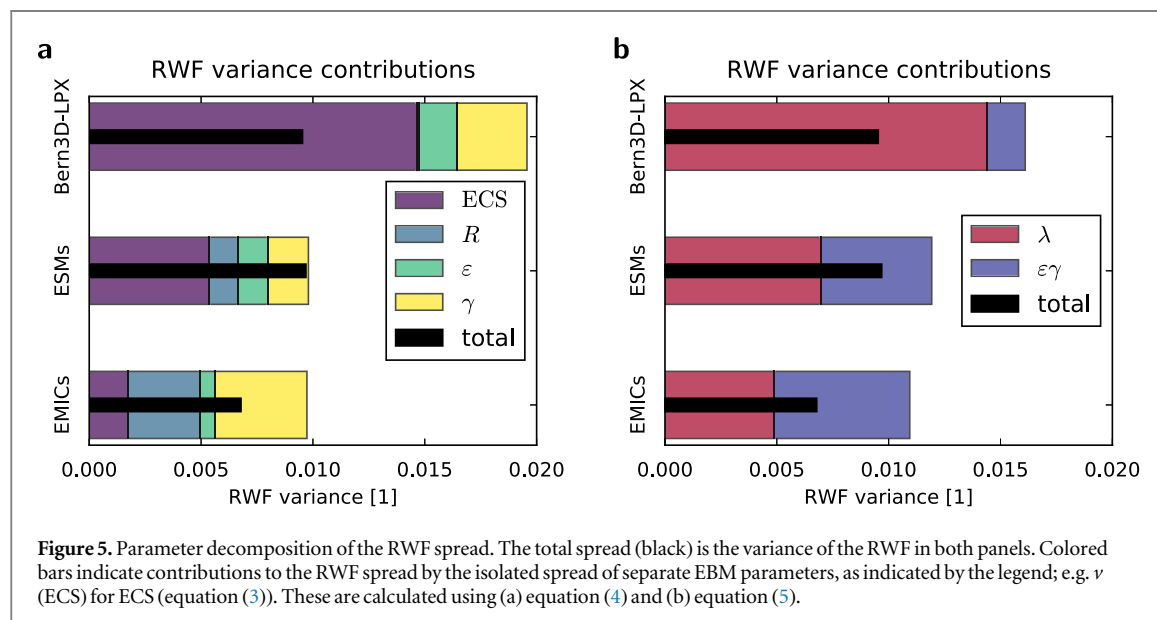 a
RWF variance contributions
Bern3D-LPX
ESMs
EMICs
ECS
R
ε
γ
total
0.000 0.005 0.010 0.015 0.020
RWF variance [1]
b
RWF variance contributions
Bern3D-LPX
ESMs
EMICs
λ
εγ
total
0.000 0.005 0.010 0.015 0.020
RWF variance [1]
Figure 5. Parameter decomposition of the RWF spread. The total spread (black) is the variance of the RWF in both panels. Colored
bars indicate contributions to the RWF spread by the isolated spread of separate EBM parameters, as indicated by the legend; e.g. ν
(ECS) for ECS (equation (3)). These are calculated using (a) equation (4) and (b) equation (5).